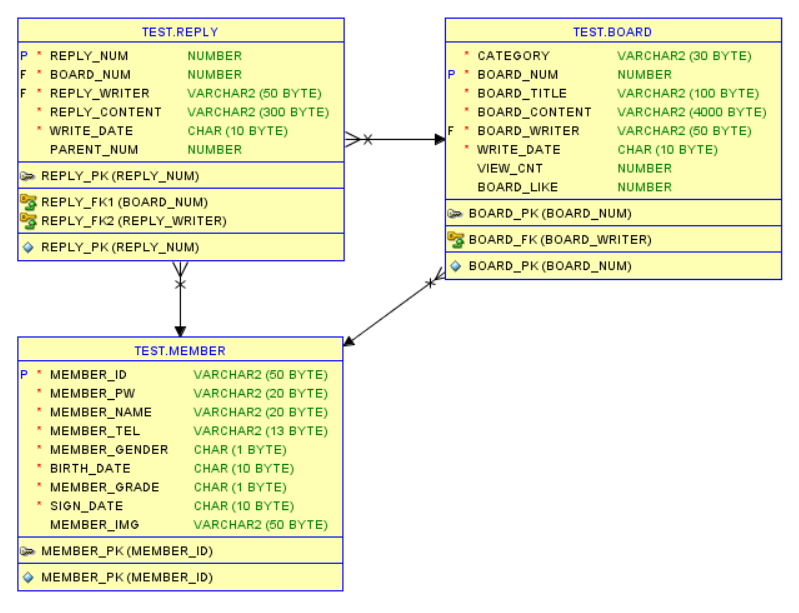 TEST.REPLY
P * REPLY_NUM NUMBER
F * BOARD_NUM NUMBER
F * REPLY_WRITER VARCHAR2 (50 BYTE)
* REPLY_CONTENT VARCHAR2 (300 BYTE)
* WRITE_DATE CHAR (10 BYTE)
PARENT_NUM NUMBER
REPLY_PK (REPLY_NUM)
REPLY_FK1 (BOARD_NUM)
REPLY_FK2 (REPLY_WRITER)
REPLY_PK (REPLY_NUM)
TEST.BOARD
* CATEGORY VARCHAR2 (30 BYTE)
P * BOARD_NUM NUMBER
* BOARD_TITLE VARCHAR2 (100 BYTE)
* BOARD_CONTENT VARCHAR2 (4000 BYTE)
F * BOARD_WRITER VARCHAR2 (50 BYTE)
* WRITE_DATE CHAR (10 BYTE)
VIEW_CNT NUMBER
BOARD_LIKE NUMBER
BOARD_PK (BOARD_NUM)
BOARD_FK (BOARD_WRITER)
BOARD_PK (BOARD_NUM)
TEST.MEMBER
P * MEMBER_ID VARCHAR2 (50 BYTE)
* MEMBER_PW VARCHAR2 (20 BYTE)
* MEMBER_NAME VARCHAR2 (20 BYTE)
* MEMBER_TEL VARCHAR2 (13 BYTE)
* MEMBER_GENDER CHAR (1 BYTE)
* BIRTH_DATE CHAR (10 BYTE)
* MEMBER_GRADE CHAR (1 BYTE)
* SIGN_DATE CHAR (10 BYTE)
MEMBER_IMG VARCHAR2 (50 BYTE)
MEMBER_PK (MEMBER_ID)
MEMBER_PK (MEMBER_ID)